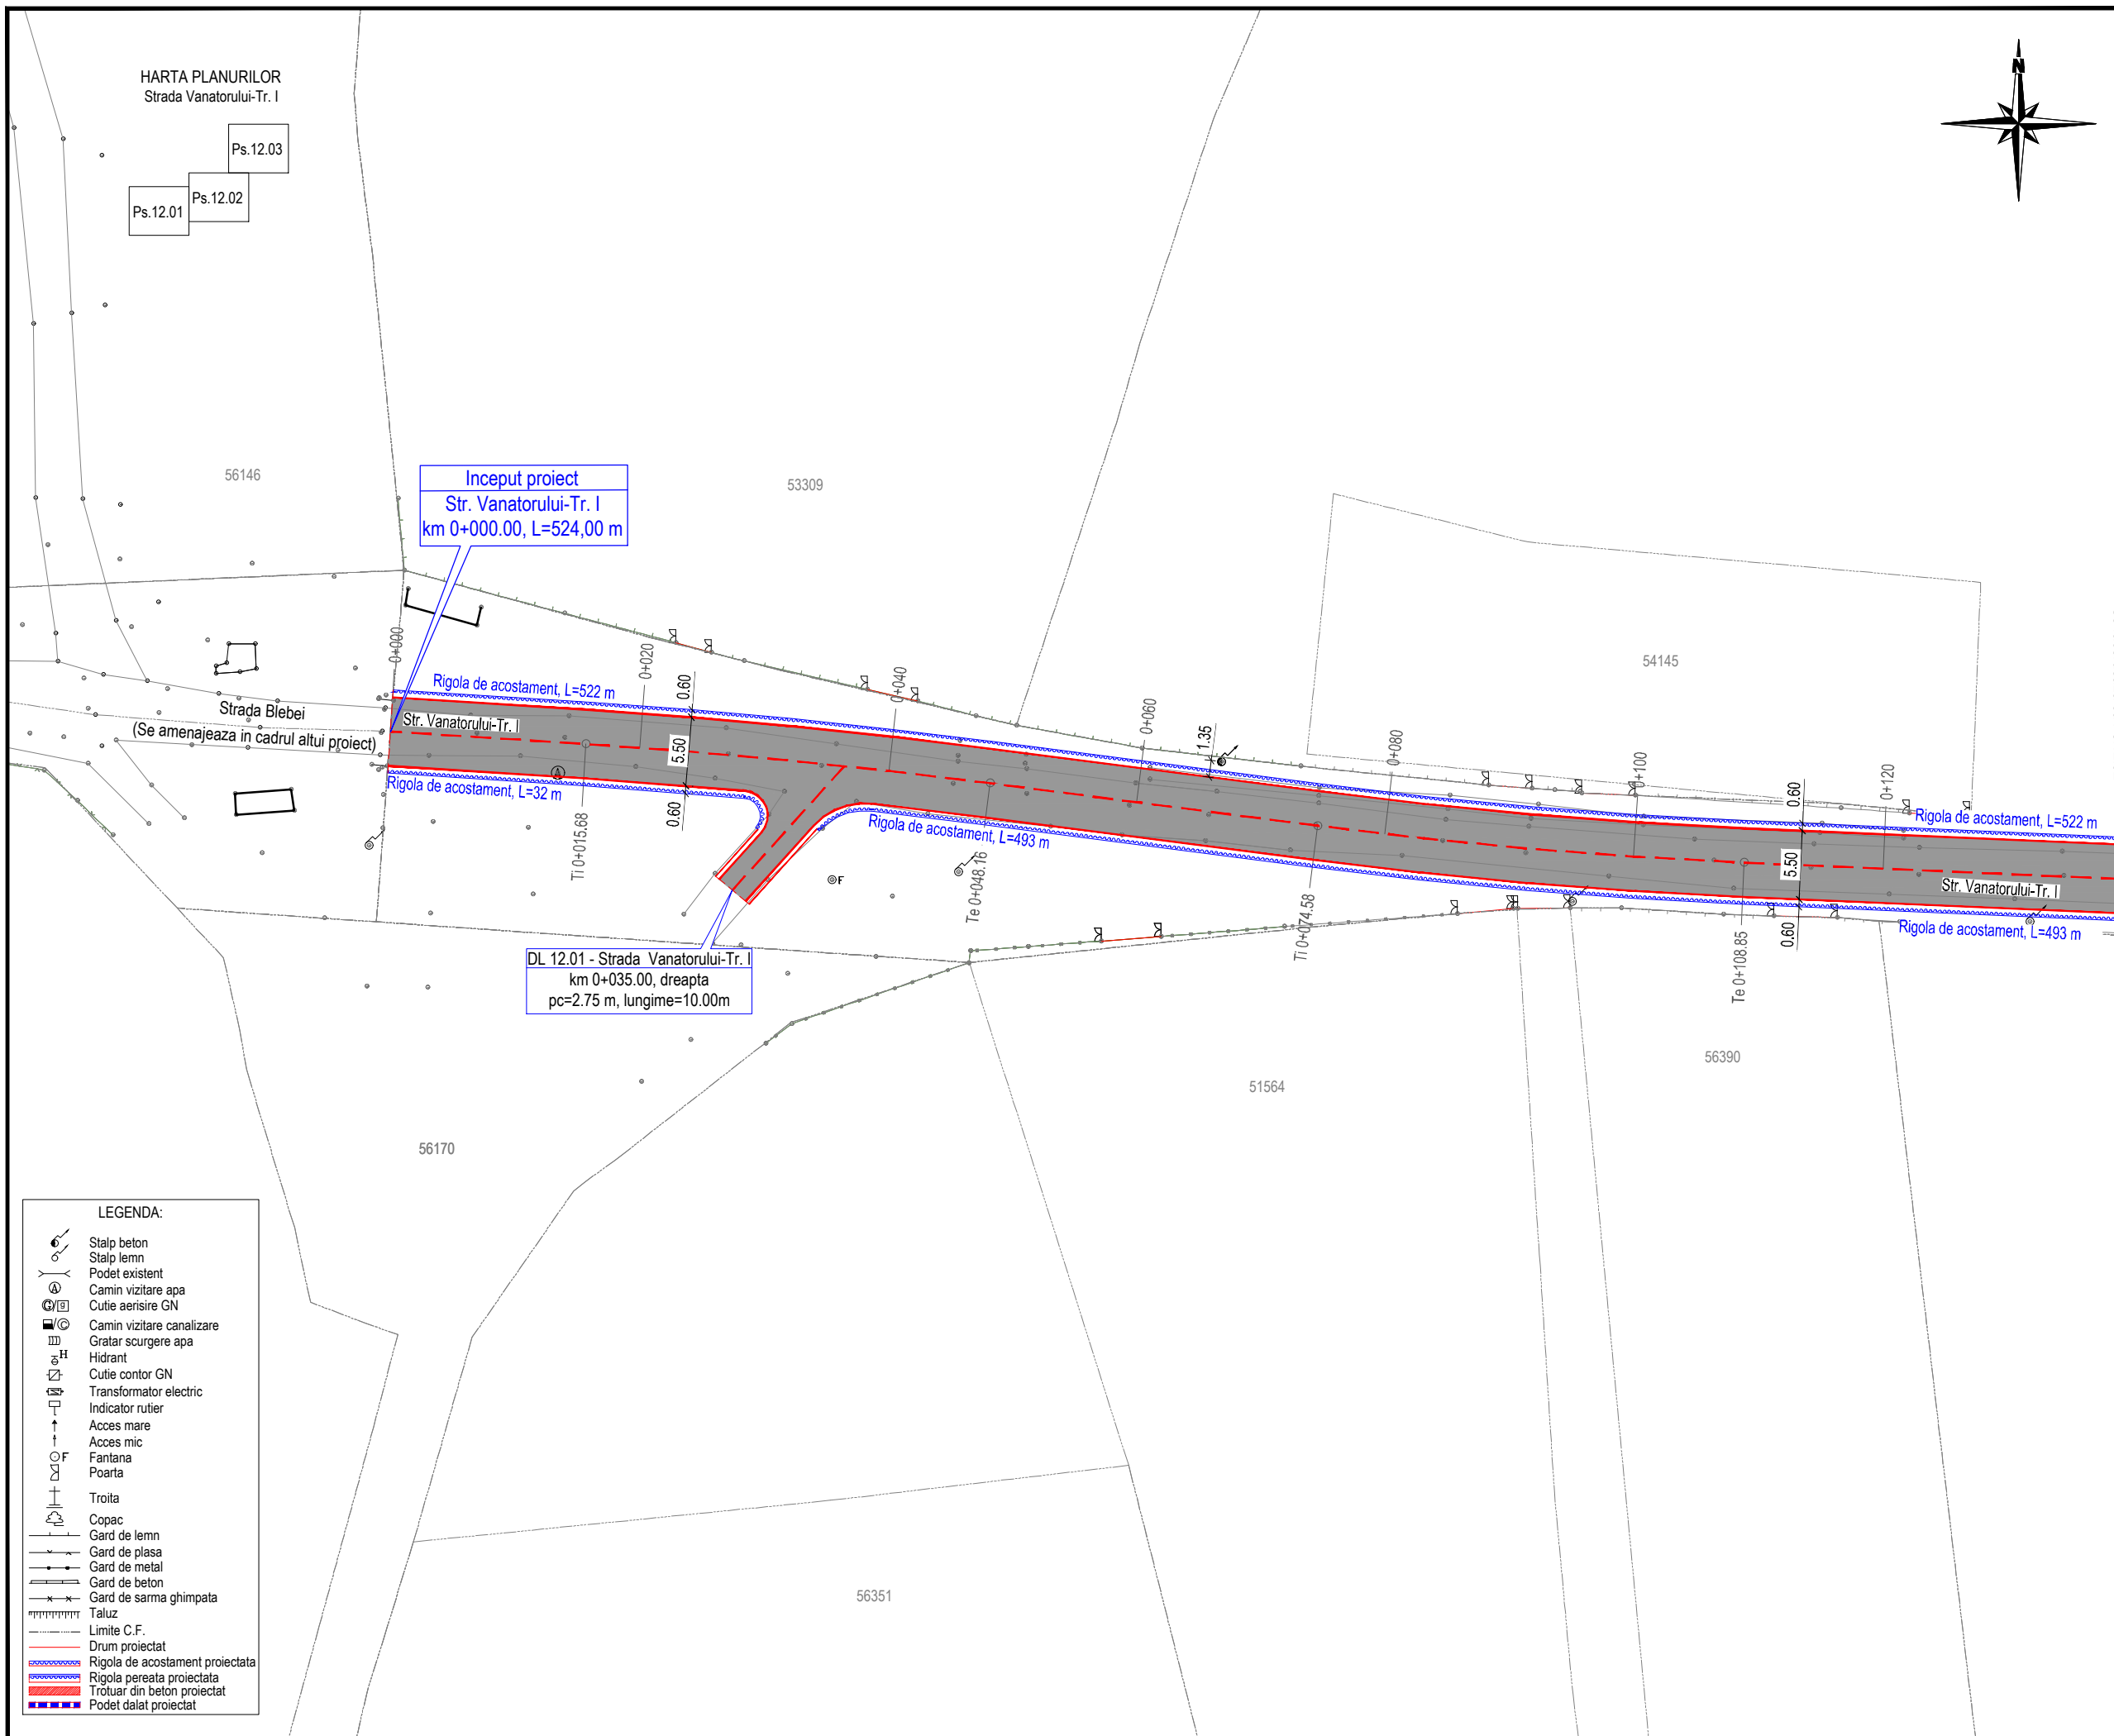 HARTA PLANURILOR
Strada Vanatorului-Tr. I
Ps.12.03
Ps.12.02
Ps.12.01
N
56146
53309
54145
Inceput proiect
Str. Vanatorului-Tr. I
km 0+000.00, L=524,00 m
0+000
0+020
0+040
0+060
0+080
0+100
0+120
Rigola de acostament, L=522 m
0.60
5.50
0.60
1.35
Str. Vanatorului-Tr. I
Strada Blebei
(Se amenajeaza in cadrul altui proiect)
A
Rigola de acostament, L=32 m
Ti 0+015.68
Rigola de acostament, L=493 m
F
Te 0+048.16
Ti 0+074.58
Te 0+108.85
0.60
5.50
0.60
Rigola de acostament, L=522 m
Str. Vanatorului-Tr. I
Rigola de acostament, L=493 m
DL 12.01 - Strada Vanatorului-Tr. I
km 0+035.00, dreapta
pc=2.75 m, lungime=10.00m
56390
51564
56170
56351
LEGENDA:
Stalp beton
Stalp lemn
Podet existent
A Camin vizitare apa
G/g Cutie aerisire GN
/C Camin vizitare canalizare
Gratar scurgere apa
H Hidrant
Cutie contor GN
Transformator electric
Indicator rutier
Acces mare
Acces mic
F Fantana
Poarta
Troita
Copac
Gard de lemn
Gard de plasa
Gard de metal
Gard de beton
Gard de sarma ghimpata
Taluz
Limite C.F.
Drum proiectat
Rigola de acostament proiectata
Rigola pereata proiectata
Trotuar din beton proiectat
Podet dalat proiectat